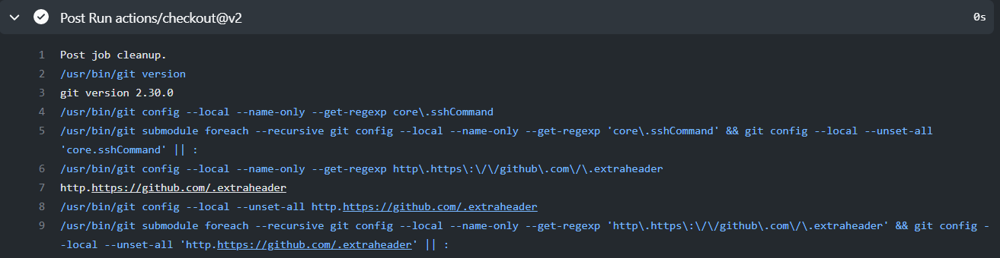 Post Run actions/checkout@v2 0s
1 Post job cleanup.
2 /usr/bin/git version
3 git version 2.30.0
4 /usr/bin/git config --local --name-only --get-regexp core\.sshCommand
5 /usr/bin/git submodule foreach --recursive git config --local --name-only --get-regexp 'core\.sshCommand' && git config --local --unset-all
'core.sshCommand' || :
6 /usr/bin/git config --local --name-only --get-regexp http\.https\:\/\/github\.com\/\.extraheader
7 http.https://github.com/.extraheader
8 /usr/bin/git config --local --unset-all http.https://github.com/.extraheader
9 /usr/bin/git submodule foreach --recursive git config --local --name-only --get-regexp 'http\.https\:\/\/github\.com\/\.extraheader' && git config -
-local --unset-all 'http.https://github.com/.extraheader' || :